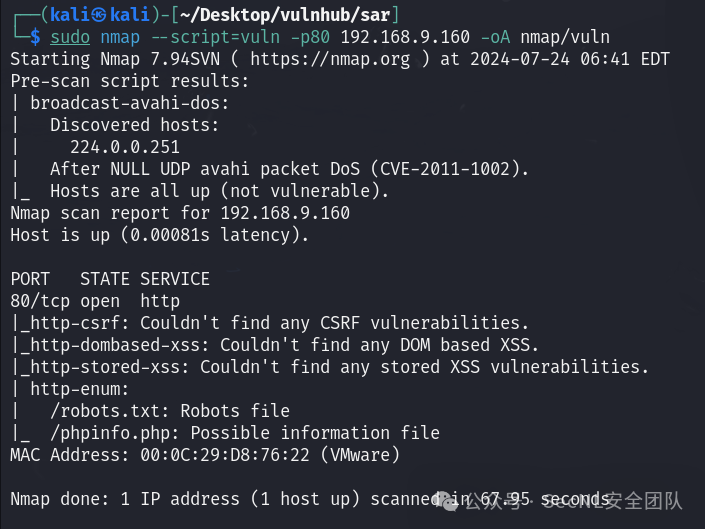 ┌──(kali㉿kali)-[~/Desktop/vulnhub/sar]
└─$ sudo nmap --script=vuln -p80 192.168.9.160 -oA nmap/vuln
Starting Nmap 7.94SVN ( https://nmap.org ) at 2024-07-24 06:41 EDT
Pre-scan script results:
| broadcast-avahi-dos:
|   Discovered hosts:
|     224.0.0.251
|   After NULL UDP avahi packet DoS (CVE-2011-1002).
|_  Hosts are all up (not vulnerable).
Nmap scan report for 192.168.9.160
Host is up (0.00081s latency).

PORT   STATE SERVICE
80/tcp open  http
|_http-csrf: Couldn't find any CSRF vulnerabilities.
|_http-dombased-xss: Couldn't find any DOM based XSS.
|_http-stored-xss: Couldn't find any stored XSS vulnerabilities.
| http-enum:
|   /robots.txt: Robots file
|_  /phpinfo.php: Possible information file
MAC Address: 00:0C:29:D8:76:22 (VMware)

Nmap done: 1 IP address (1 host up) scanned in 67.95 seconds
公众号 · SecNL安全团队